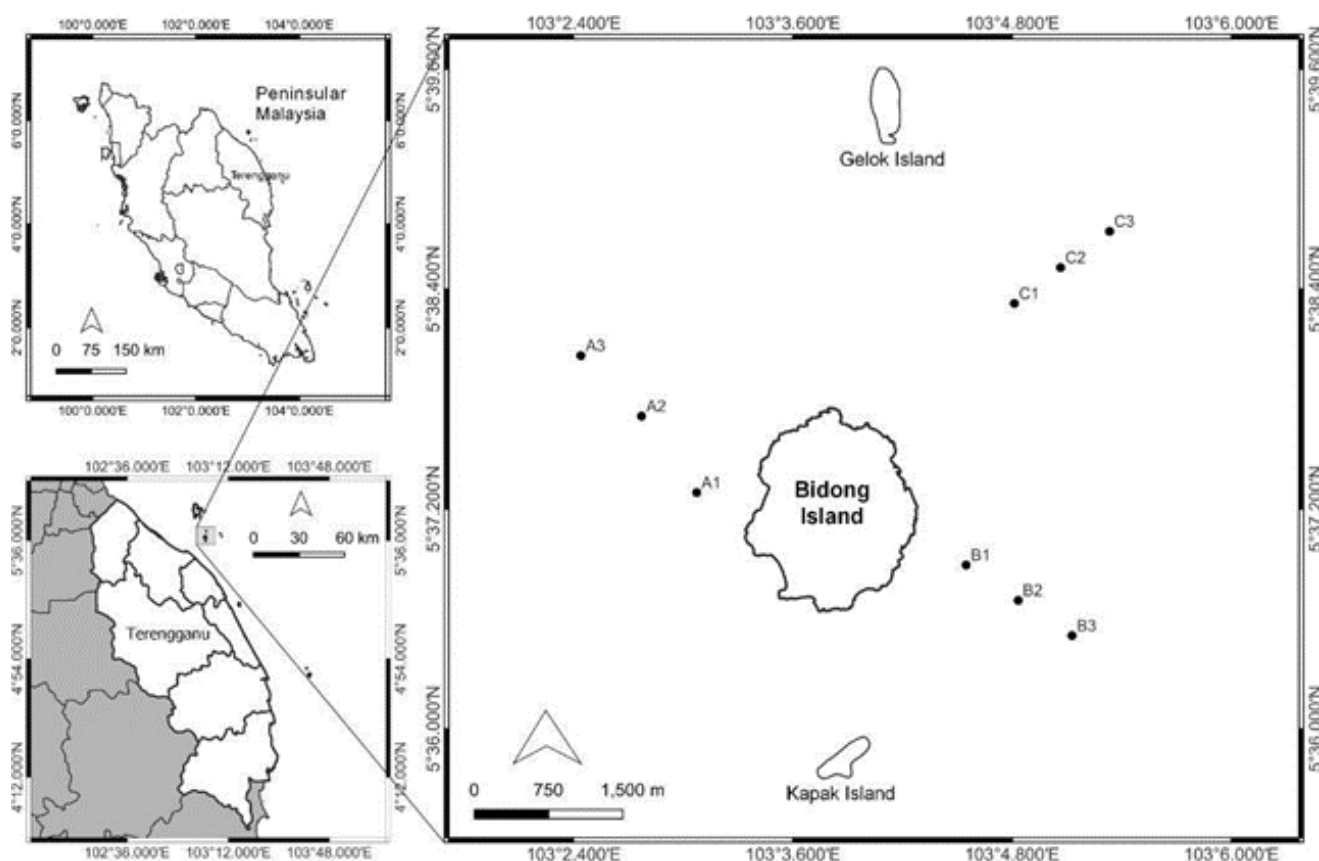 100°0.000'E 102°0.000'E 104°0.000'E
6°0.000'N
4°0.000'N
2°0.000'N
Peninsular
Malaysia
Terengganu
0 75 150 km
6°0.000'N
4°0.000'N
2°0.000'N
100°0.000'E 102°0.000'E 104°0.000'E
102°36.000'E 103°12.000'E 103°48.000'E
5°36.000'N
4°54.000'N
4°12.000'N
0 30 60 km
Terengganu
5°36.000'N
4°54.000'N
4°12.000'N
102°36.000'E 103°12.000'E 103°48.000'E
103°2.400'E 103°3.600'E 103°4.800'E 103°6.000'E
5°39.600'N
5°38.400'N
5°37.200'N
5°36.000'N
Gelok Island
C3
C2
C1
A3
A2
A1
Bidong
Island
B1
B2
B3
0 750 1,500 m
Kapak Island
5°39.600'N
5°38.400'N
5°37.200'N
5°36.000'N
103°2.400'E 103°3.600'E 103°4.800'E 103°6.000'E